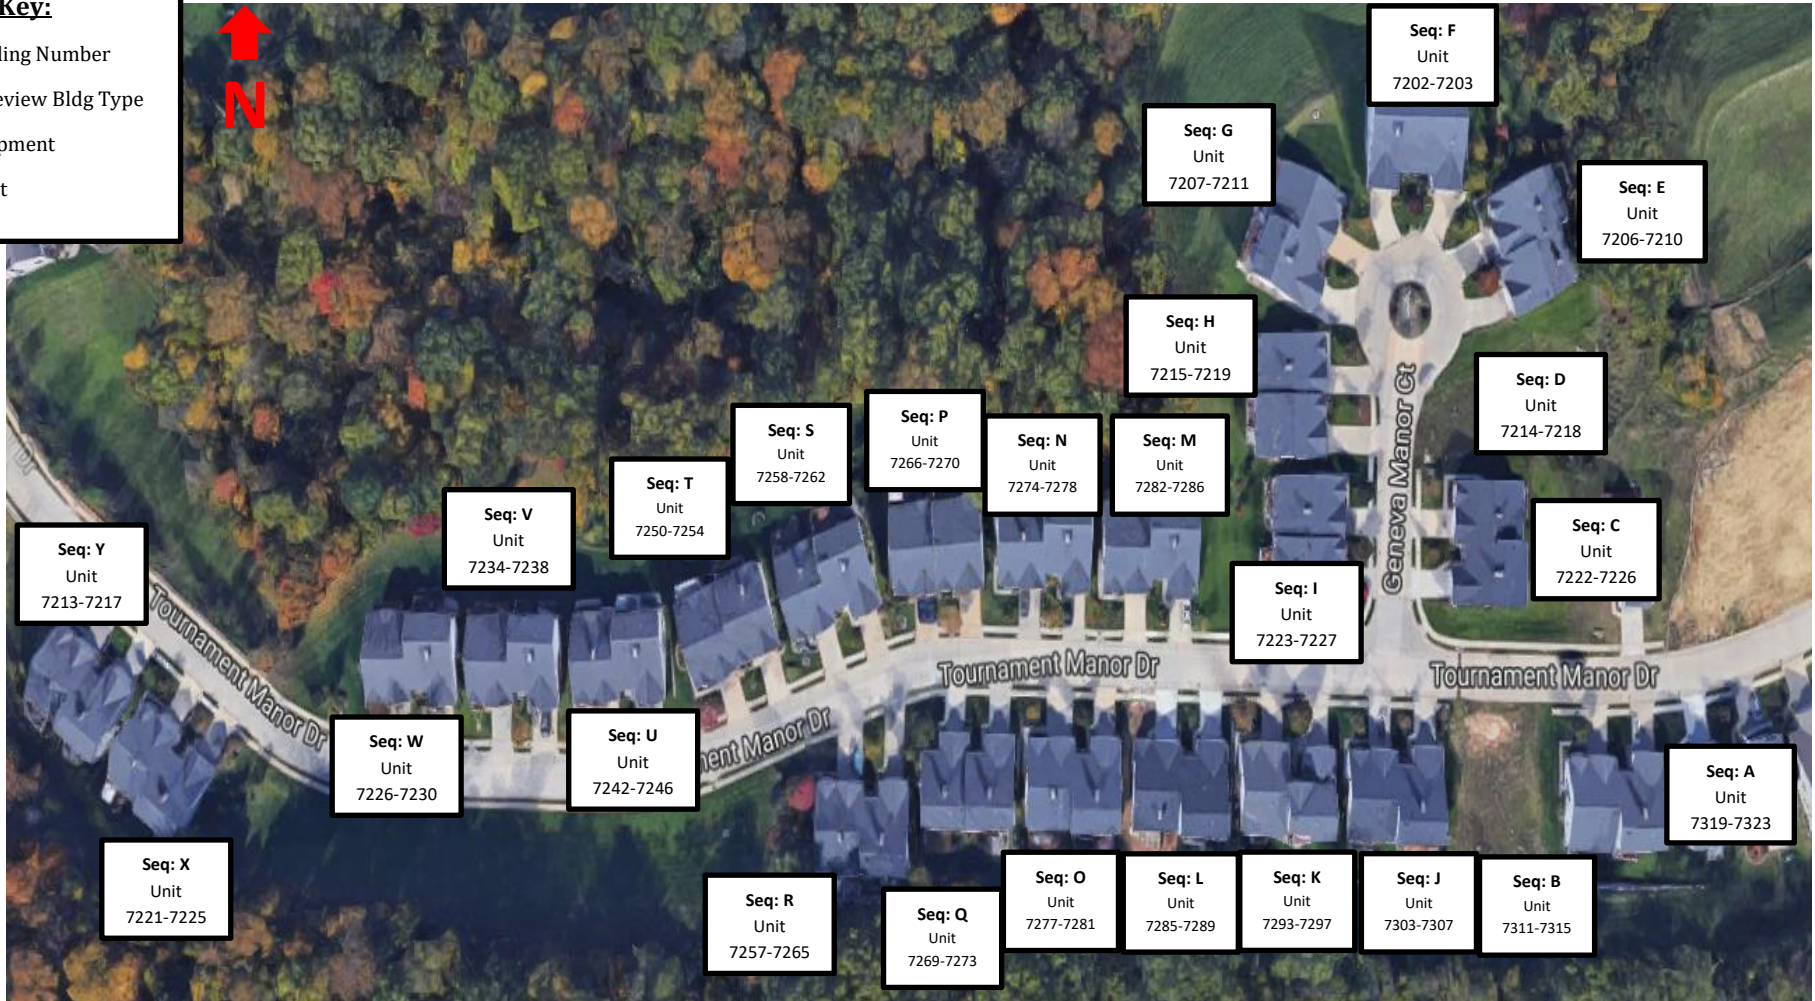 Key:
ling Number
eview Bldg Type
pment
t
N
Seq: F
Unit
7202-7203
Seq: G
Unit
7207-7211
Seq: E
Unit
7206-7210
Seq: H
Unit
7215-7219
Seq: D
Unit
7214-7218
Geneva Manor Ct
Seq: S
Unit
7258-7262
Seq: P
Unit
7266-7270
Seq: N
Unit
7274-7278
Seq: M
Unit
7282-7286
Seq: T
Unit
7250-7254
Seq: V
Unit
7234-7238
Seq: C
Unit
7222-7226
Dr
Seq: Y
Unit
7213-7217
Seq: I
Unit
7223-7227
Tournament Manor Dr
Tournament Manor Dr
Tournament Manor Dr
ment Manor Dr
Seq: W
Unit
7226-7230
Seq: U
Unit
7242-7246
Seq: A
Unit
7319-7323
Seq: X
Unit
7221-7225
Seq: R
Unit
7257-7265
Seq: Q
Unit
7269-7273
Seq: O
Unit
7277-7281
Seq: L
Unit
7285-7289
Seq: K
Unit
7293-7297
Seq: J
Unit
7303-7307
Seq: B
Unit
7311-7315